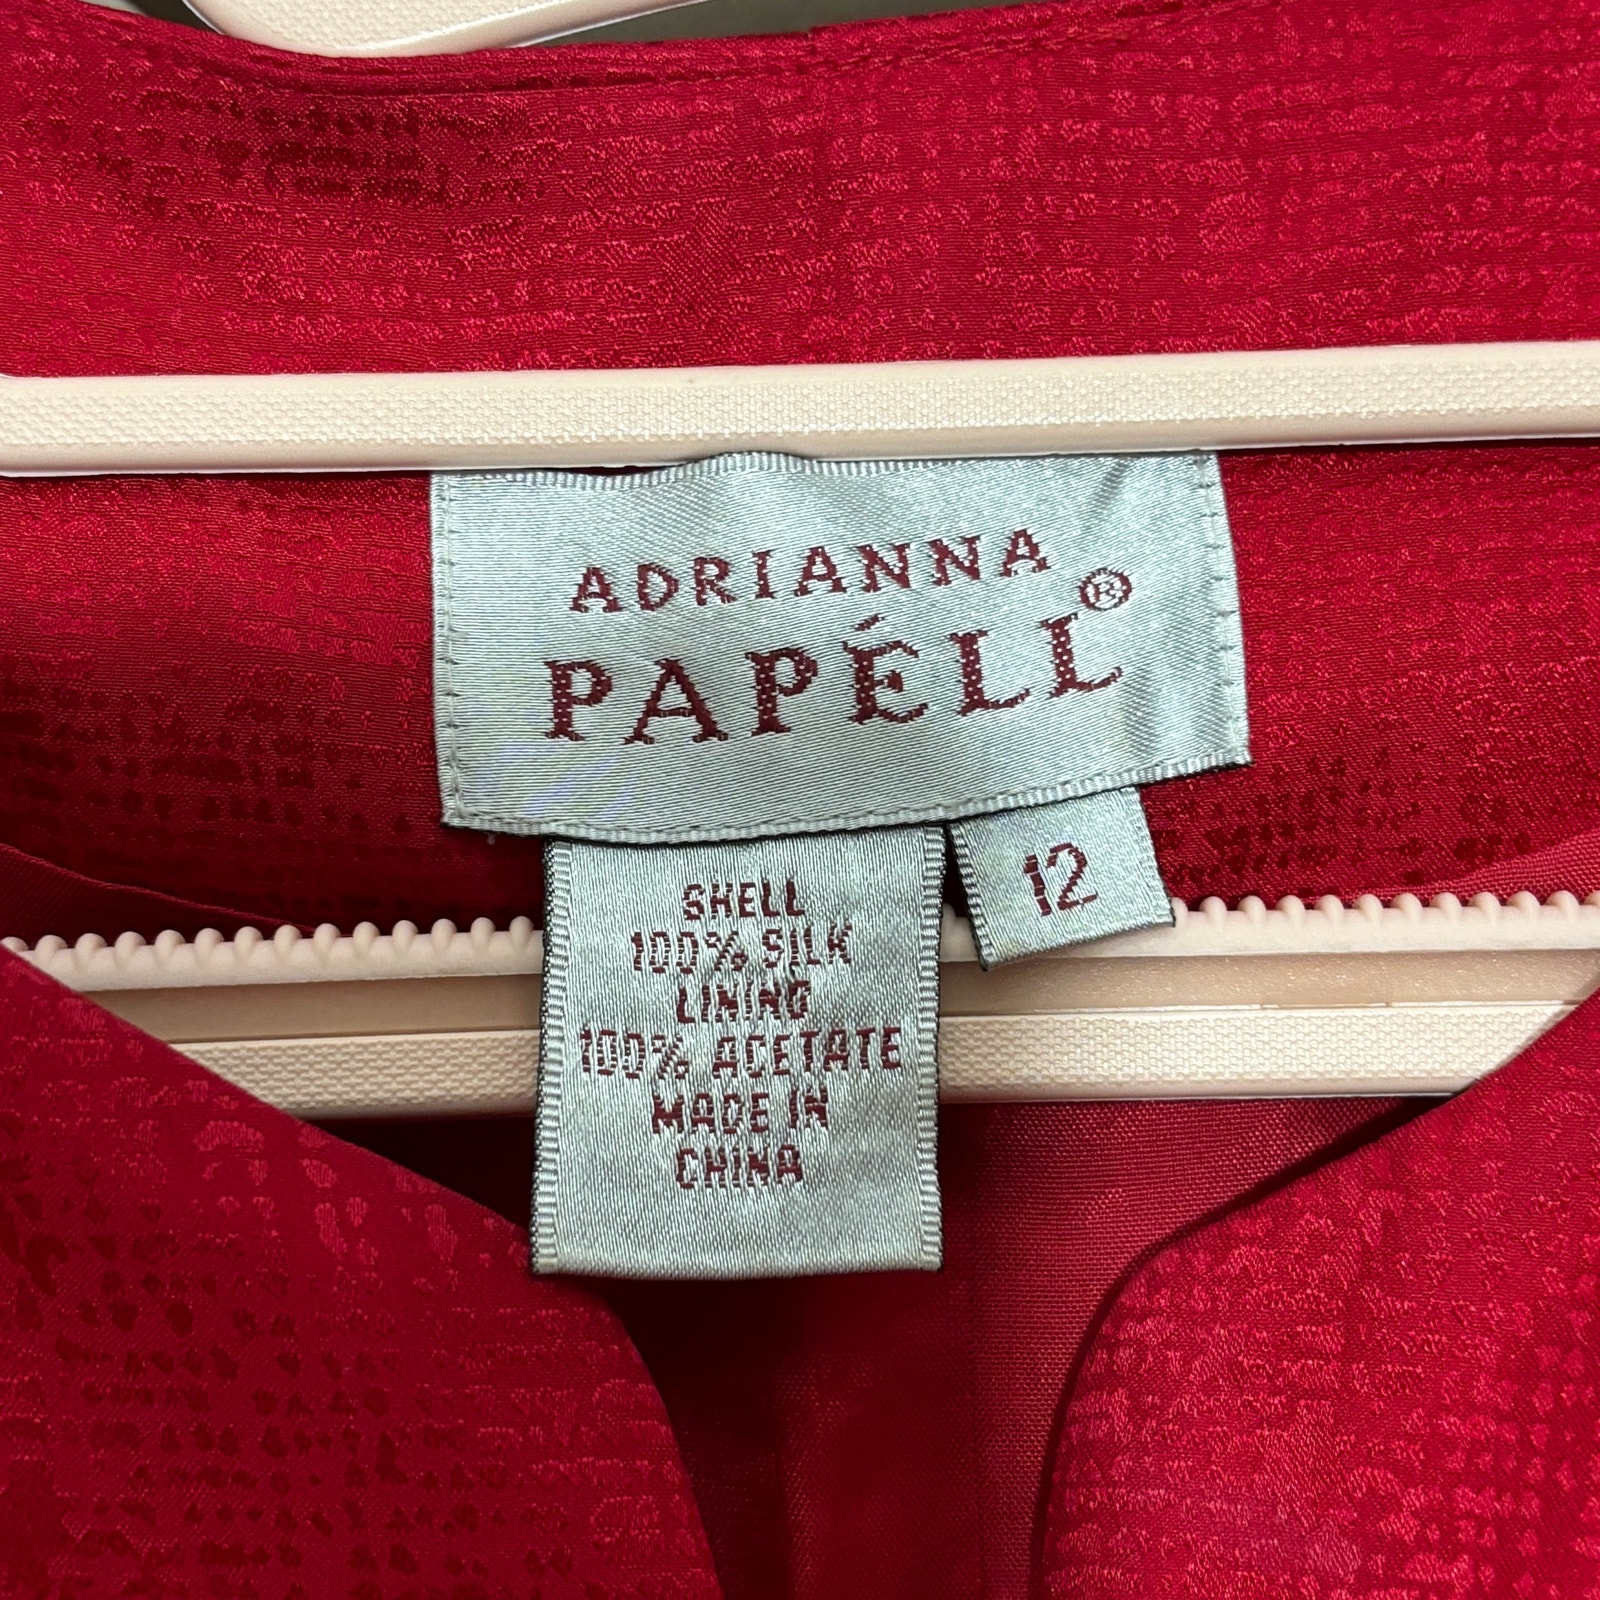 ADRIANNA
PAPÉLL®
12
SHELL
100% SILK
LINING
100% ACETATE
MADE IN
CHINA